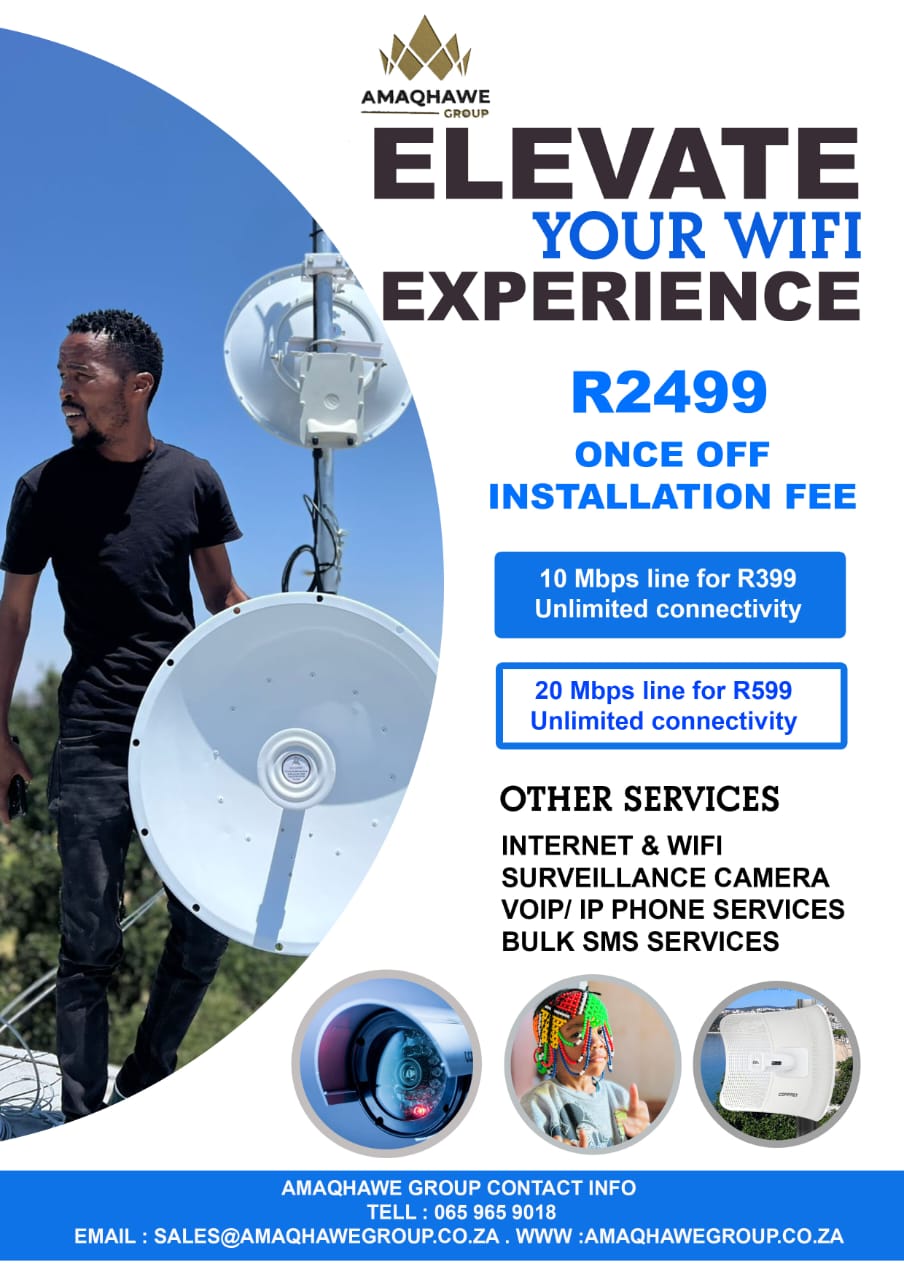 AMAQHAWE
GROUP
ELEVATE
YOUR WIFI
EXPERIENCE
R2499
ONCE OFF
INSTALLATION FEE
10 Mbps line for R399
Unlimited connectivity
20 Mbps line for R599
Unlimited connectivity
OTHER SERVICES
INTERNET & WIFI
SURVEILLANCE CAMERA
VOIP/ IP PHONE SERVICES
BULK SMS SERVICES
AMAQHAWE GROUP CONTACT INFO
TELL : 065 965 9018
EMAIL : SALES@AMAQHAWEGROUP.CO.ZA . WWW :AMAQHAWEGROUP.CO.ZA